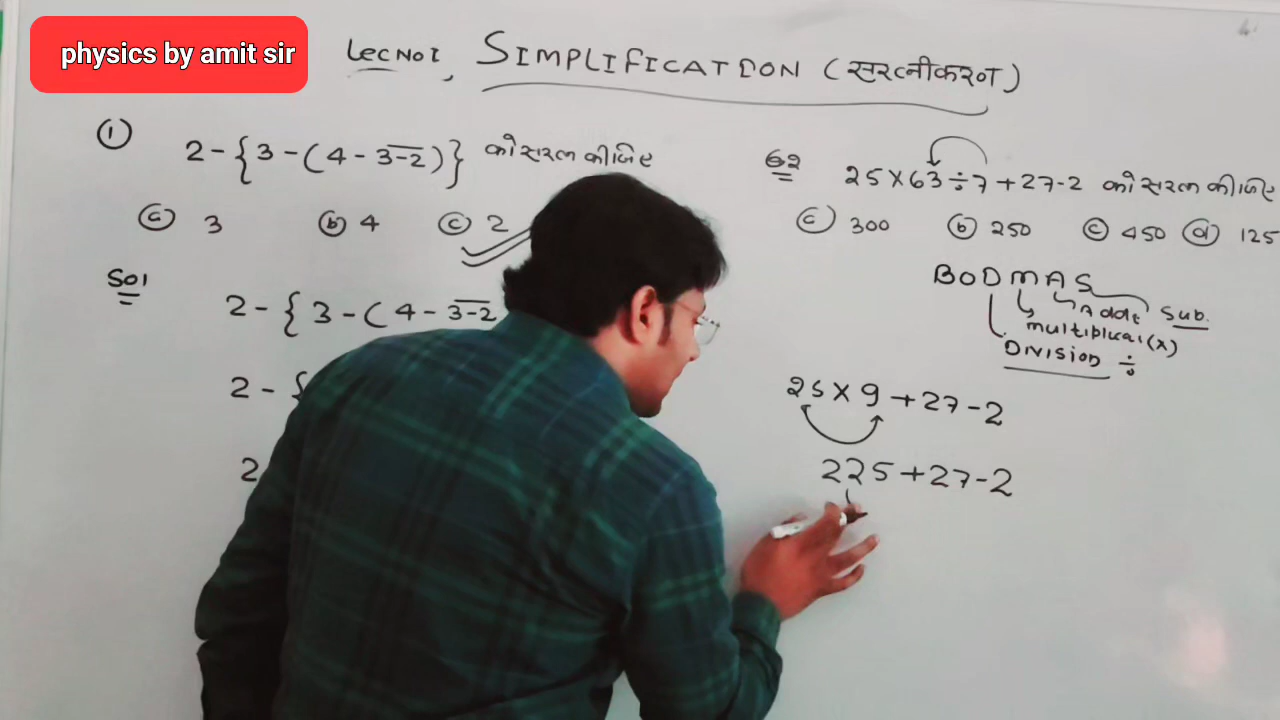 physics by amit sir
Lec No 1, SIMPLIFICATION (सरलीकरण)
① 2-{3-(4-3̅-̅2̅)} को सरल कीजिए
ⓐ 3 ⓑ 4 ⓒ 2
Sol
2-{3-(4-3̅-̅2̅
2-{
2
Q2 25×63÷7+27-2 को सरल कीजिए
ⓐ 300 ⓑ 250 ⓒ 450 ⓓ 125
BODMAS
Addt Sub.
multiplicat(×)
Division ÷
25×9+27-2
225+27-2